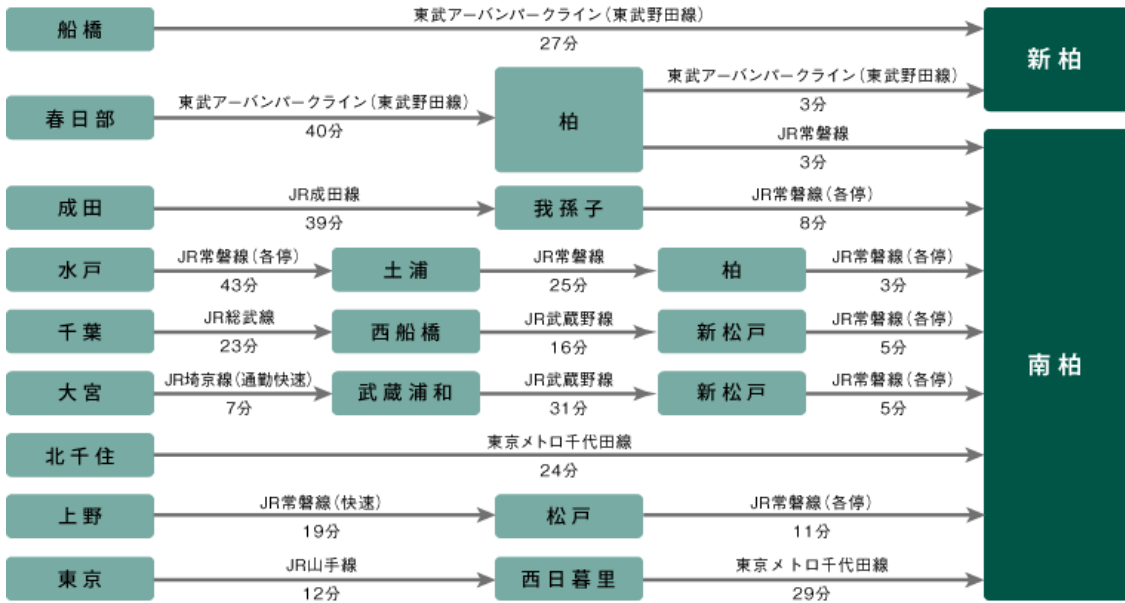 船橋
東武アーバンパークライン(東武野田線)
27分
新柏
春日部
東武アーバンパークライン(東武野田線)
40分
柏
東武アーバンパークライン(東武野田線)
3分
JR常磐線
3分
成田
JR成田線
39分
我孫子
JR常磐線(各停)
8分
水戸
JR常磐線(各停)
43分
土浦
JR常磐線
25分
柏
JR常磐線(各停)
3分
千葉
JR総武線
23分
西船橋
JR武蔵野線
16分
新松戸
JR常磐線(各停)
5分
南柏
大宮
JR埼京線(通勤快速)
7分
武蔵浦和
JR武蔵野線
31分
新松戸
JR常磐線(各停)
5分
北千住
東京メトロ千代田線
24分
上野
JR常磐線(快速)
19分
松戸
JR常磐線(各停)
11分
東京
JR山手線
12分
西日暮里
東京メトロ千代田線
29分